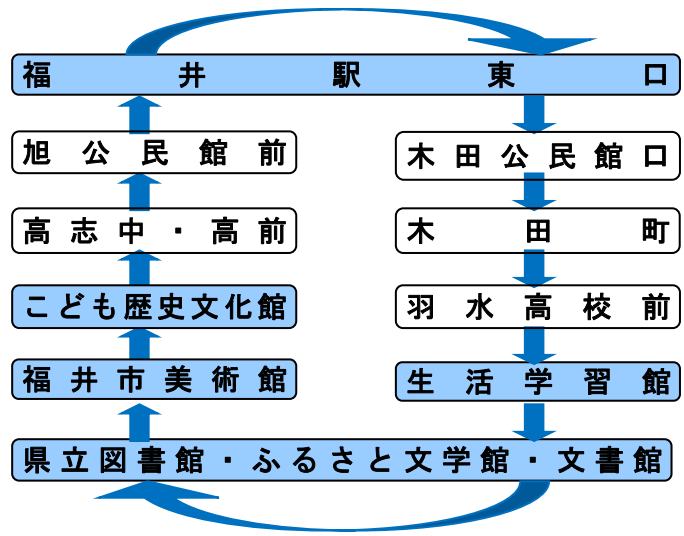 福井駅東口
旭公民館前
木田公民館口
高志中・高前
木田町
こども歴史文化館
羽水高校前
福井市美術館
生活学習館
県立図書館・ふるさと文学館・文書館